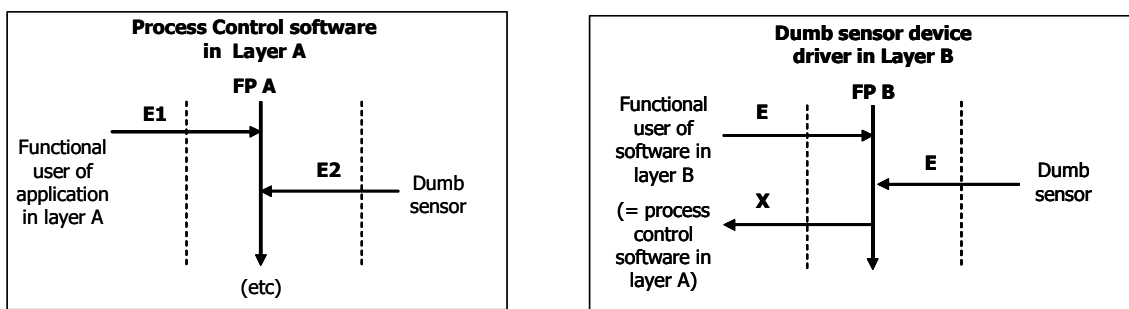 Process Control software
in Layer A
FP A
E1
Functional
user of
application
in layer A
E2
Dumb
sensor
(etc)
Dumb sensor device
driver in Layer B
FP B
Functional
user of
software in
layer B
(= process
control
software in
layer A)
E
E
X
Dumb
sensor